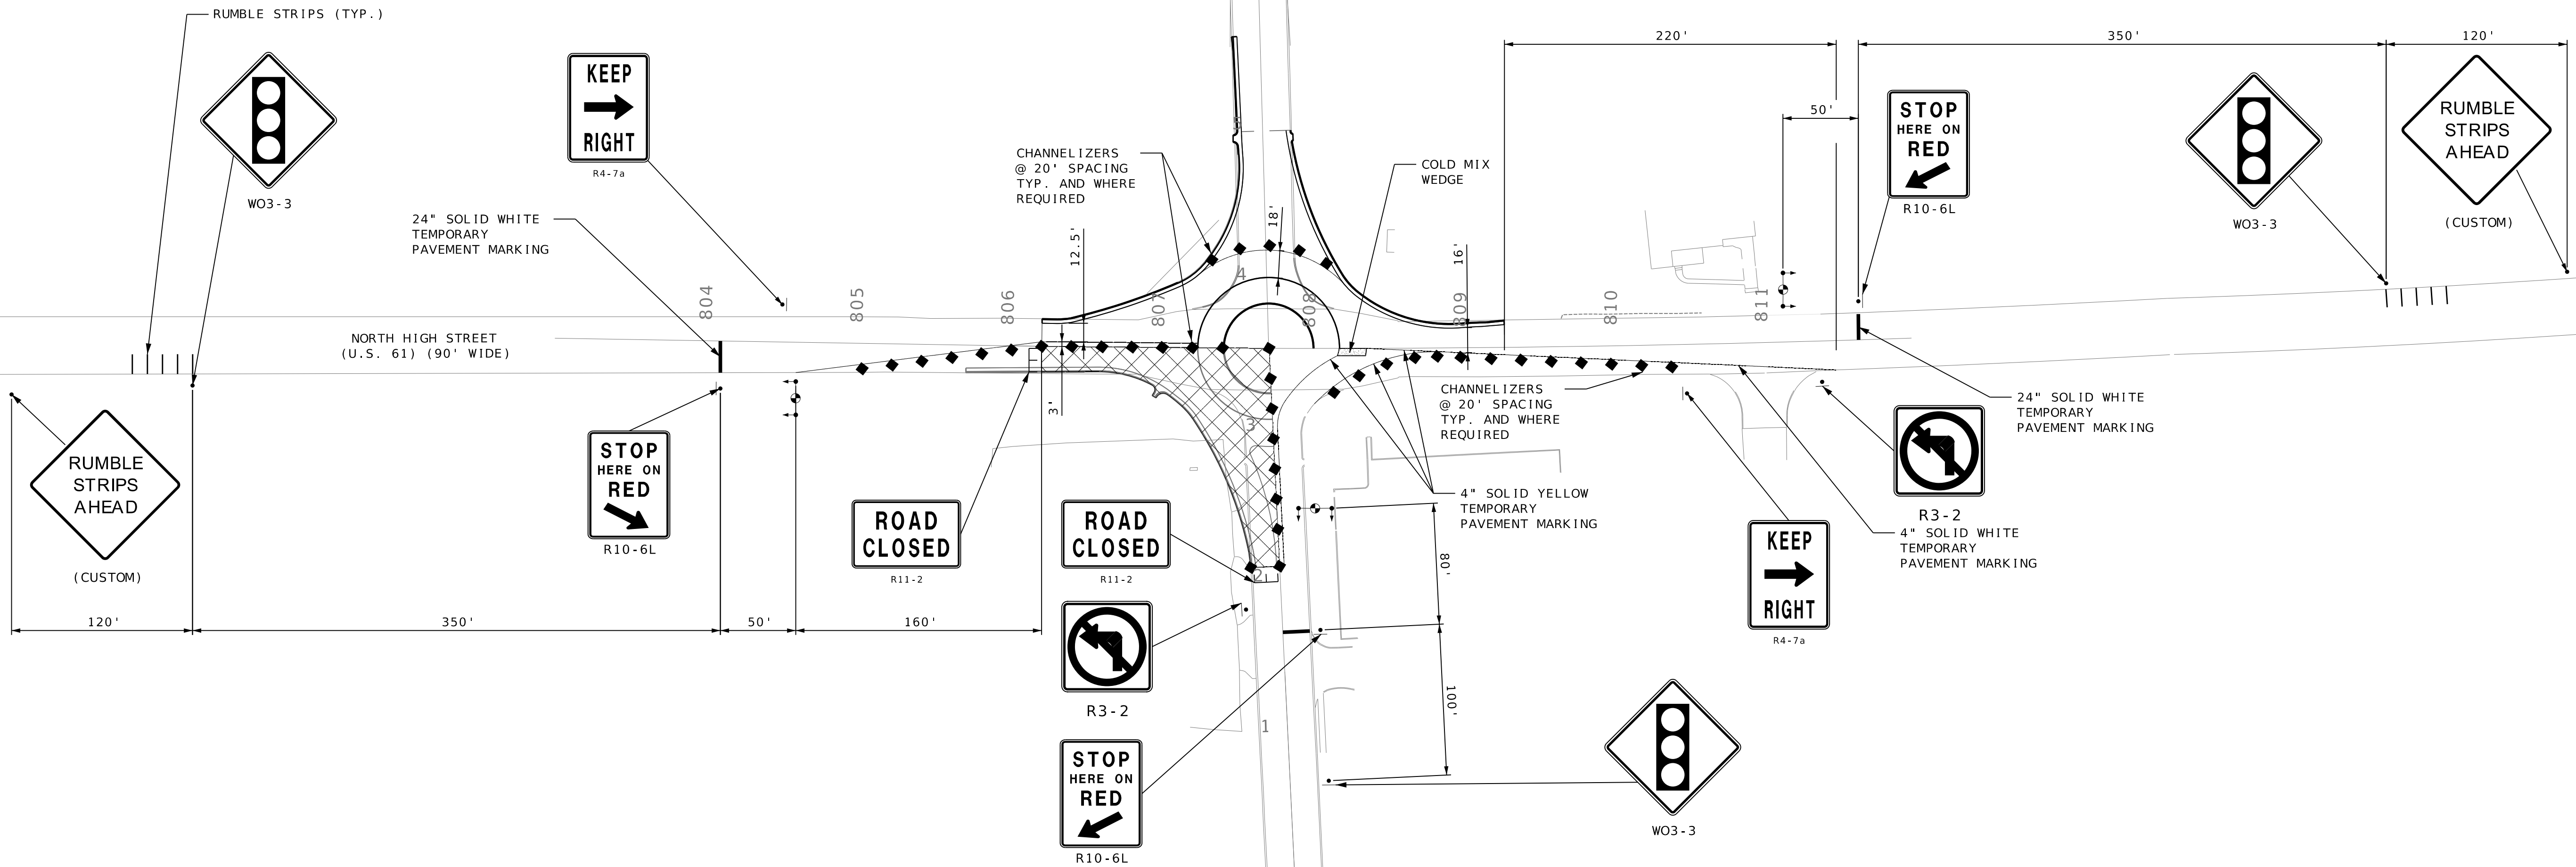 RUMBLE STRIPS (TYP.)
WO3-3
KEEP
RIGHT
R4-7a
24" SOLID WHITE
TEMPORARY
PAVEMENT MARKING
CHANNELIZERS
@ 20' SPACING
TYP. AND WHERE
REQUIRED
COLD MIX
WEDGE
220'
350'
120'
50'
STOP
HERE ON
RED
R10-6L
WO3-3
RUMBLE
STRIPS
AHEAD
(CUSTOM)
5
18'
12.5'
16'
4
804
805
806
807
808
809
810
811
NORTH HIGH STREET
(U.S. 61) (90' WIDE)
3'
3
CHANNELIZERS
@ 20' SPACING
TYP. AND WHERE
REQUIRED
24" SOLID WHITE
TEMPORARY
PAVEMENT MARKING
RUMBLE
STRIPS
AHEAD
(CUSTOM)
STOP
HERE ON
RED
R10-6L
ROAD
CLOSED
R11-2
ROAD
CLOSED
R11-2
2
4" SOLID YELLOW
TEMPORARY
PAVEMENT MARKING
R3-2
4" SOLID WHITE
TEMPORARY
PAVEMENT MARKING
KEEP
RIGHT
R4-7a
80'
120'
350'
50'
160'
R3-2
100'
1
STOP
HERE ON
RED
R10-6L
WO3-3